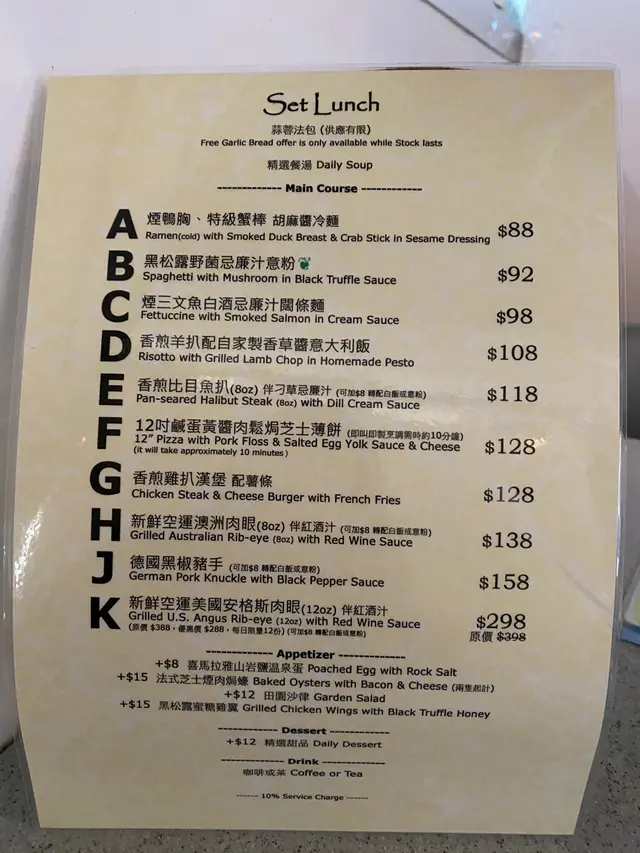 Set Lunch
蒜蓉法包 (供應有限)
Free Garlic Bread offer is only available while Stock lasts
精選餐湯 Daily Soup
------------- Main Course ------------
A 煙鴨胸、特級蟹棒 胡麻醬冷麵
Ramen(cold) with Smoked Duck Breast & Crab Stick in Sesame Dressing $88
B 黑松露野菌忌廉汁意粉
Spaghetti with Mushroom in Black Truffle Sauce $92
C 煙三文魚白酒忌廉汁闊條麵
Fettuccine with Smoked Salmon in Cream Sauce $98
D 香煎羊扒配自家製香草醬意大利飯
Risotto with Grilled Lamb Chop in Homemade Pesto $108
E 香煎比目魚扒(8oz) 伴刁草忌廉汁 (可加$8 轉配白飯或意粉)
Pan-seared Halibut Steak (8oz) with Dill Cream Sauce $118
F 12吋鹹蛋黃醬肉鬆焗芝士薄餅 (即叫即製烹調需時約10分鐘)
12" Pizza with Pork Floss & Salted Egg Yolk Sauce & Cheese $128
(it will take approximately 10 minutes )
G 香煎雞扒漢堡 配薯條
Chicken Steak & Cheese Burger with French Fries $128
H 新鮮空運澳洲肉眼(8oz) 伴紅酒汁 (可加$8 轉配白飯或意粉)
Grilled Australian Rib-eye (8oz) with Red Wine Sauce $138
J 德國黑椒豬手 (可加$8 轉配白飯或意粉)
German Pork Knuckle with Black Pepper Sauce $158
K 新鮮空運美國安格斯肉眼(12oz) 伴紅酒汁
Grilled U.S. Angus Rib-eye (12oz) with Red Wine Sauce $298
(原價 $388，優惠價 $288，每日限量12份) (可加$8 轉配白飯或意粉) 原價 $398
------------- Appetizer -------------
+$8 喜馬拉雅山岩鹽温泉蛋 Poached Egg with Rock Salt
+$15 法式芝士煙肉焗蠔 Baked Oysters with Bacon & Cheese (兩隻起計)
+$12 田園沙律 Garden Salad
+$15 黑松露蜜糖雞翼 Grilled Chicken Wings with Black Truffle Honey
------------- Dessert -------------
+$12 精選甜品 Daily Dessert
------------- Drink -------------
咖啡或茶 Coffee or Tea
------ 10% Service Charge ------